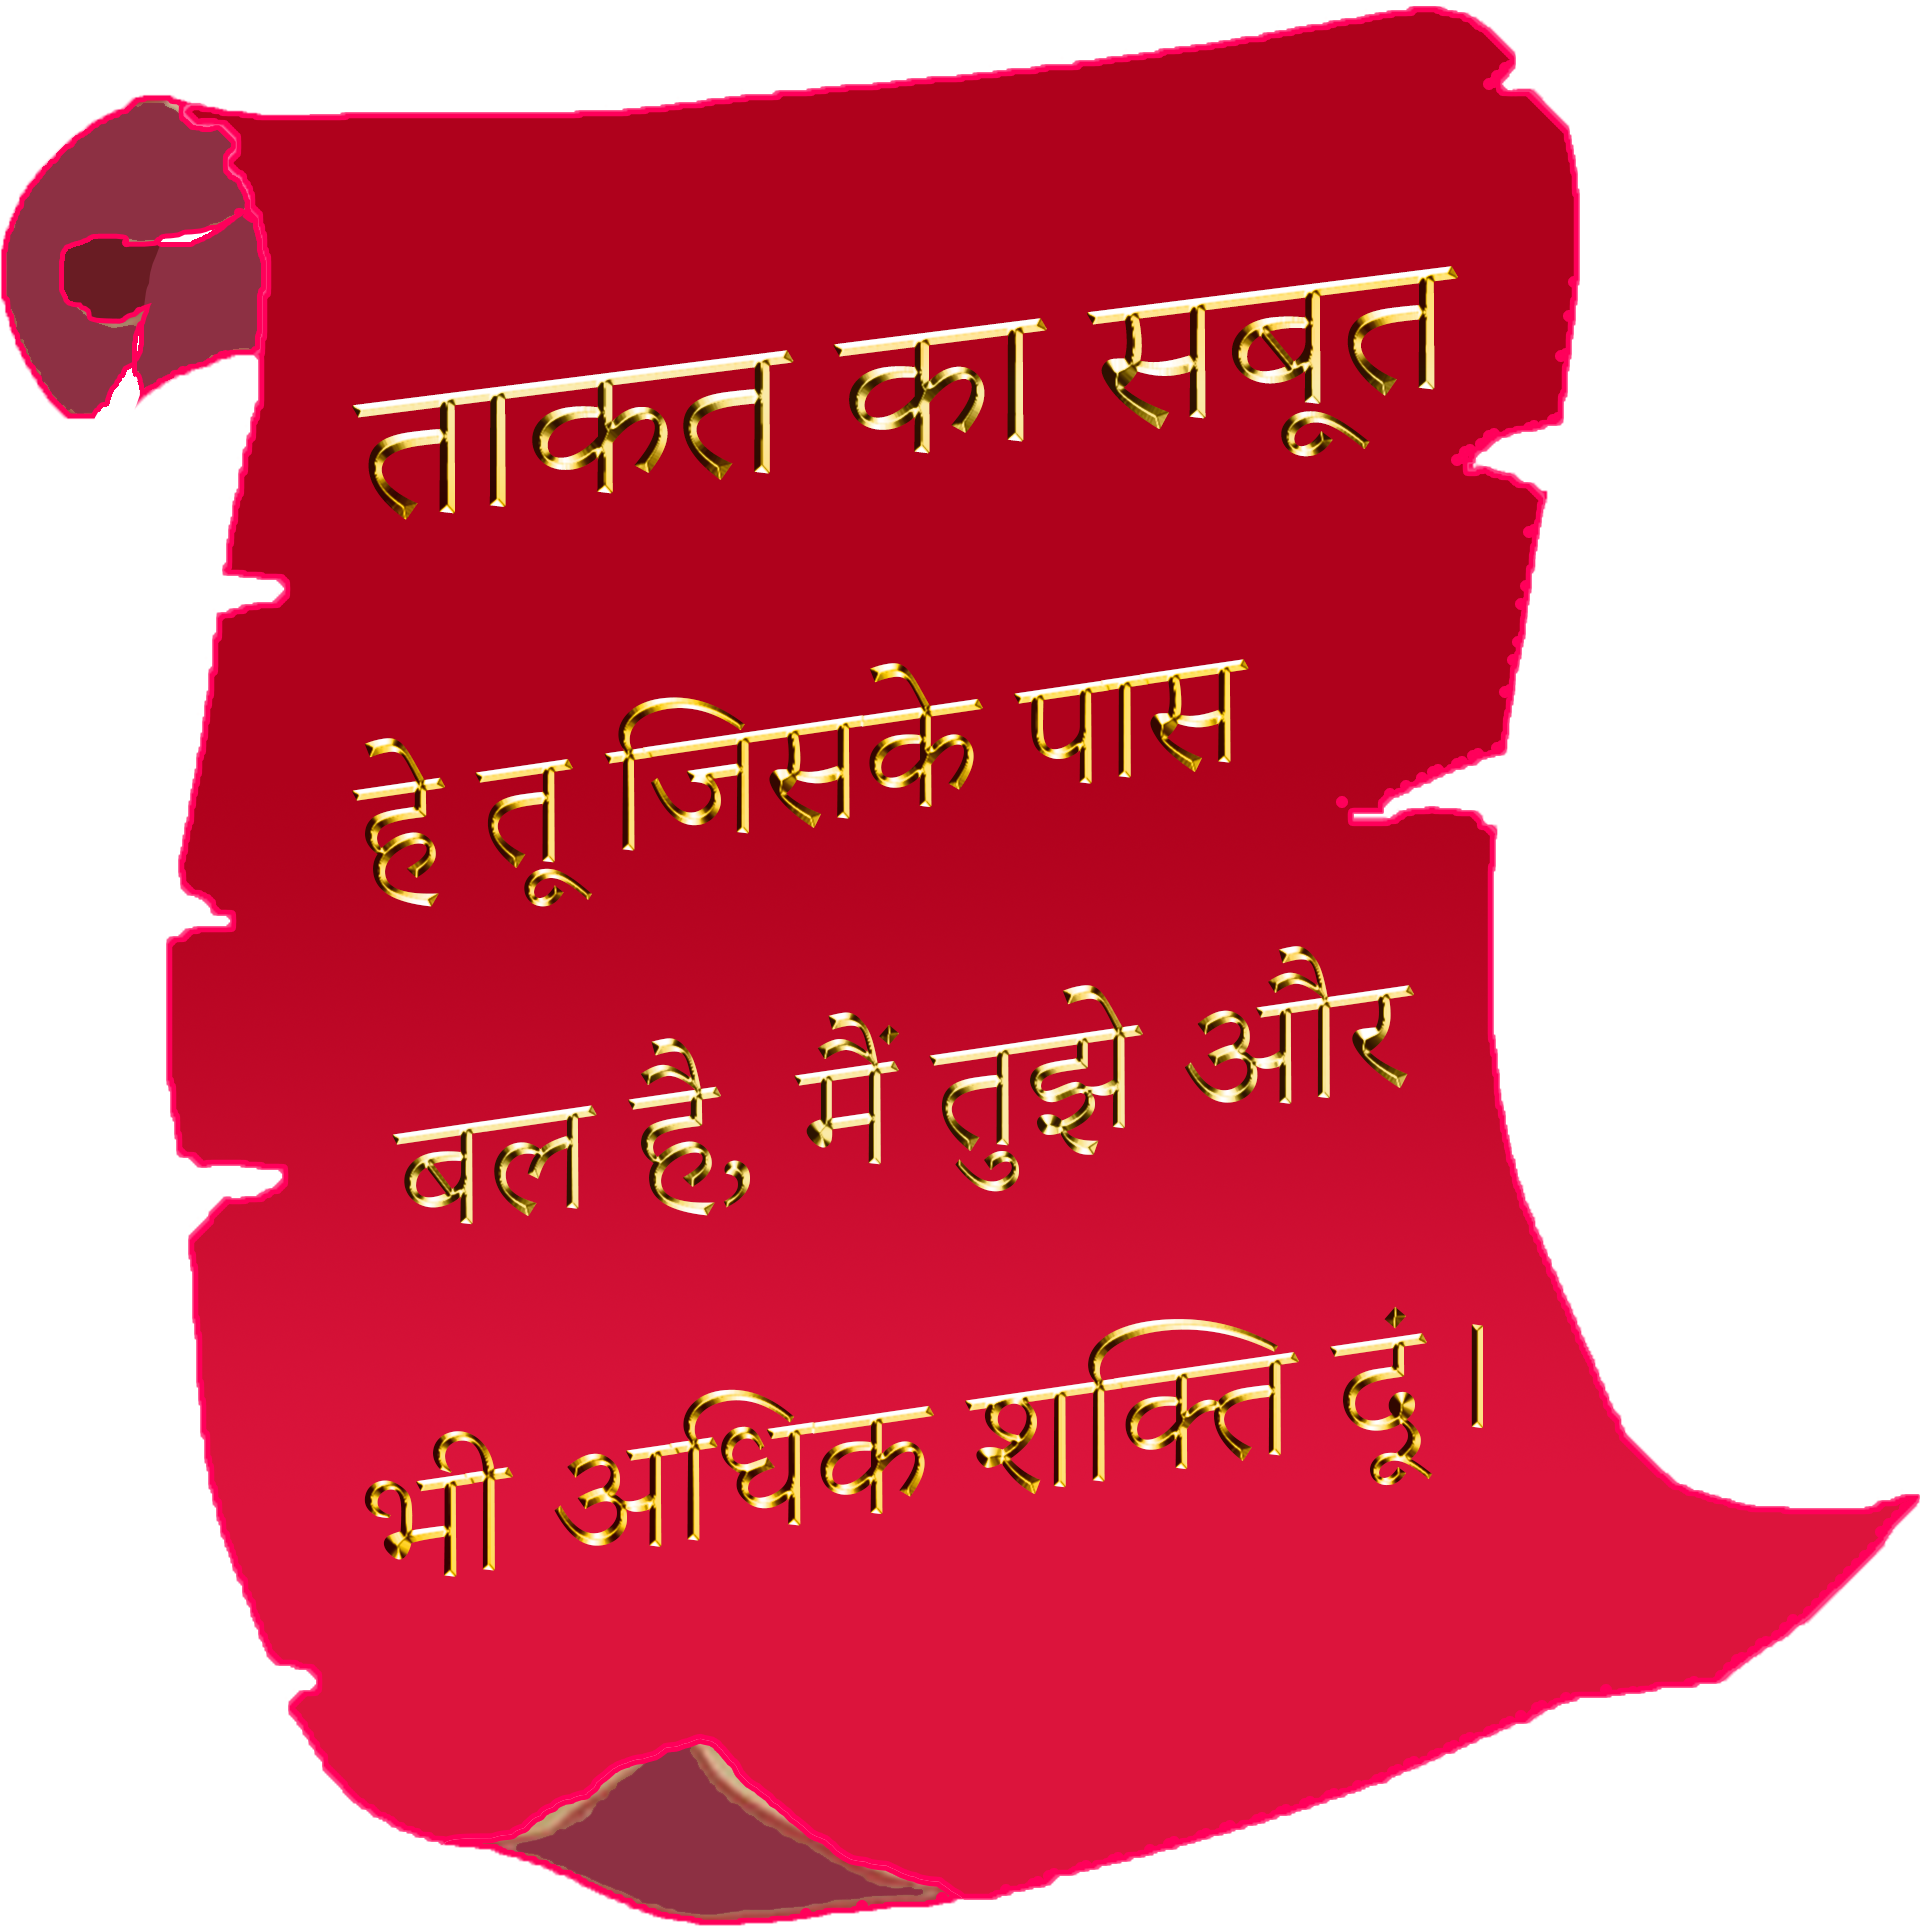 ताकत का सबूत
हे तू जिसके पास
बल है, मैं तुझे और
भी अधिक शक्ति दूं।